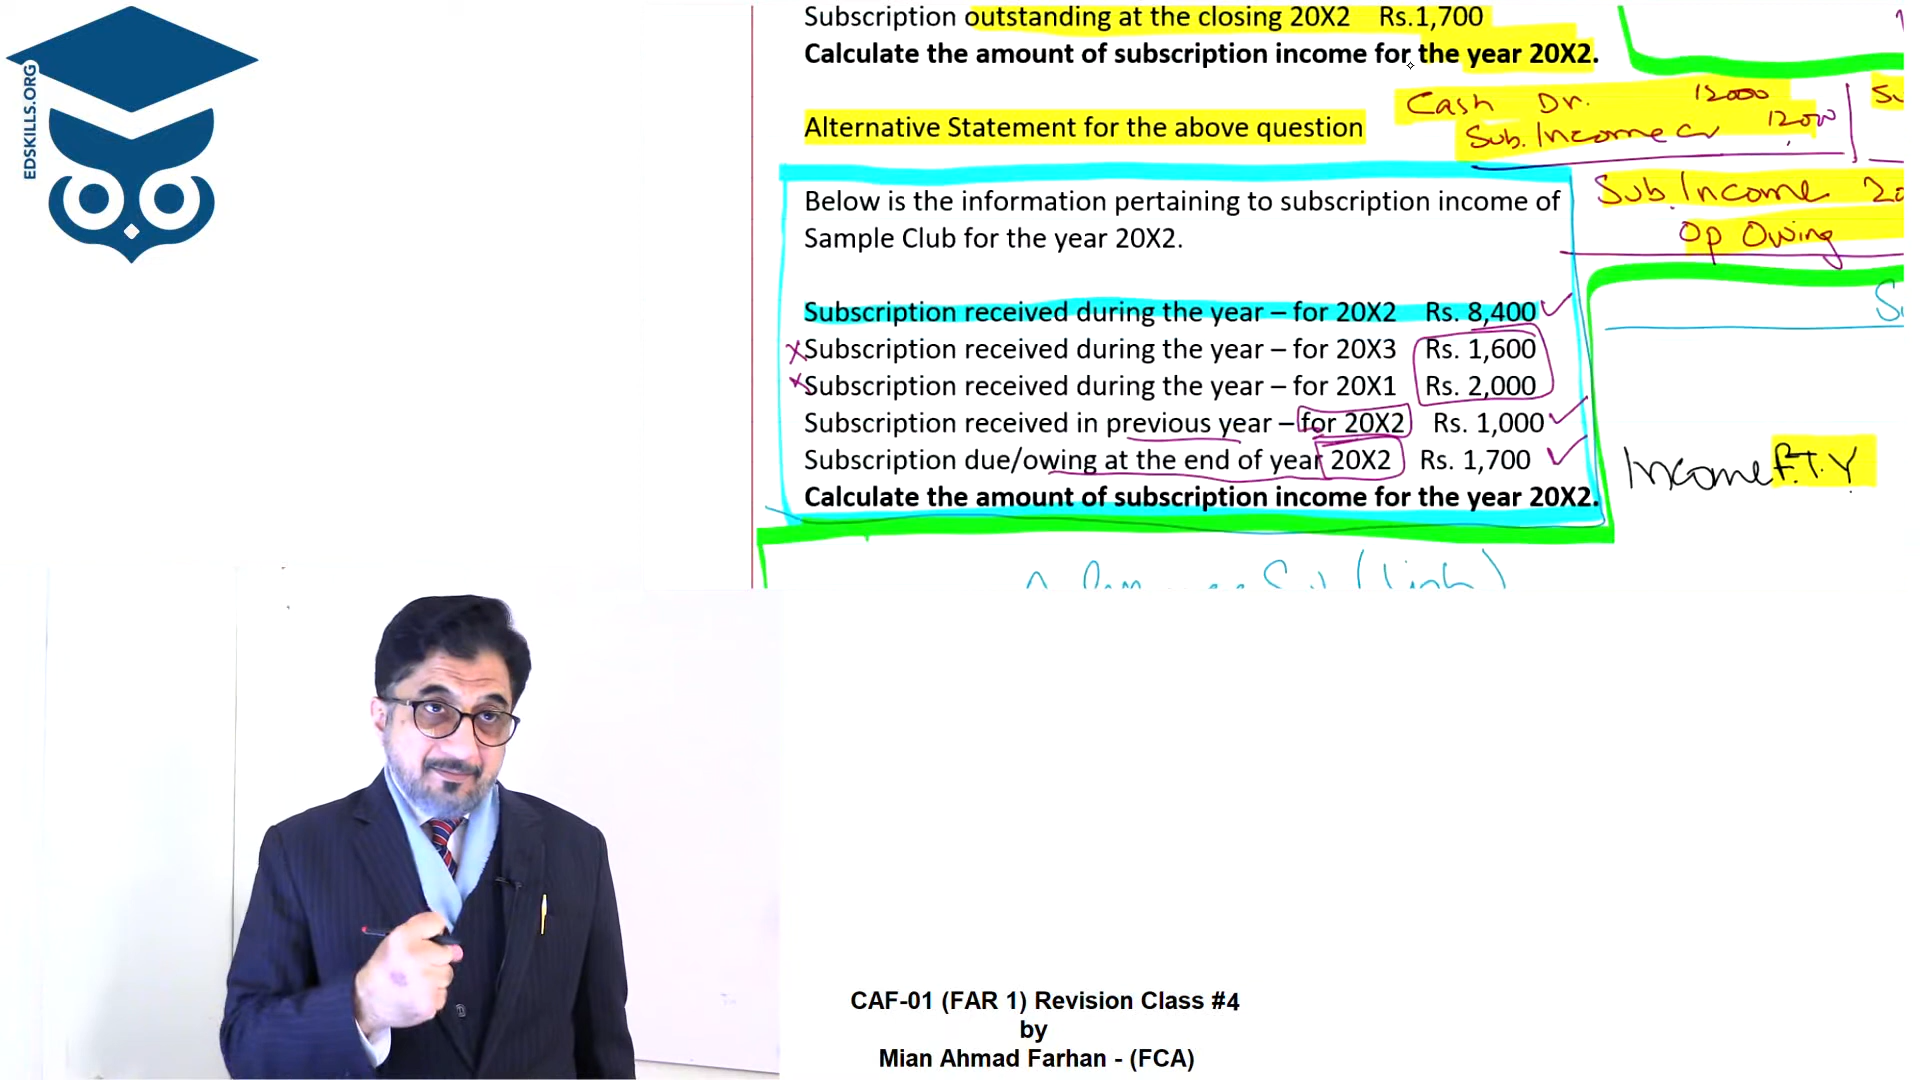 EDSKILLS.ORG
Subscription outstanding at the closing 20X2 Rs.1,700
Calculate the amount of subscription income for the year 20X2.
Cash Dr. 12000
Sub. Income Cr 12000
Alternative Statement for the above question
Below is the information pertaining to subscription income of
Sample Club for the year 20X2.
Sub. Income 20
Op Owing
Subscription received during the year – for 20X2 Rs. 8,400
Subscription received during the year – for 20X3 Rs. 1,600
Subscription received during the year – for 20X1 Rs. 2,000
Subscription received in previous year – for 20X2 Rs. 1,000
Subscription due/owing at the end of year 20X2 Rs. 1,700
Calculate the amount of subscription income for the year 20X2.
Income F.T.Y
CAF-01 (FAR 1) Revision Class #4
by
Mian Ahmad Farhan - (FCA)